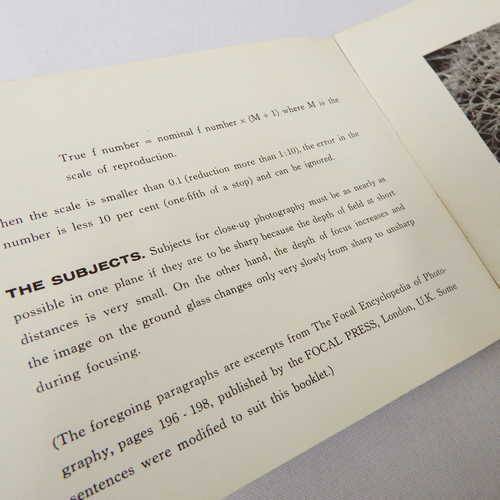 True f number = nominal f number × (M + 1) where M is the
scale of reproduction.
hen the scale is smaller than 0.1 (reduction more than 1:10), the error in the
number is less 10 per cent (one-fifth of a stop) and can be ignored.
THE SUBJECTS. Subjects for close-up photography must be as nearly as
possible in one plane if they are to be sharp because the depth of field at short
distances is very small. On the other hand, the depth of focus increases and
the image on the ground glass changes only very slowly from sharp to unsharp
during focusing.
(The foregoing paragraphs are excerpts from The Focal Encyclopedia of Photo-
graphy, pages 196 - 198, published by the FOCAL PRESS, London, U.K. Some
sentences were modified to suit this booklet.)